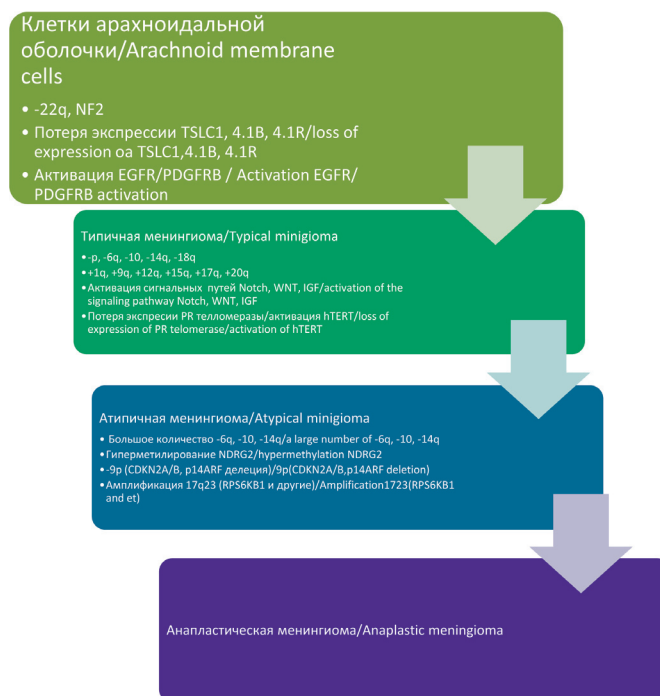 Клетки арахноидальной
оболочки/Arachnoid membrane
cells
• -22q, NF2
• Потеря экспрессии TSLC1, 4.1B, 4.1R/loss of
expression oa TSLC1,4.1B, 4.1R
• Активация EGFR/PDGFRB / Activation EGFR/
PDGFRB activation
Типичная менингиома/Typical minigioma
•-p, -6q, -10, -14q, -18q
•+1q, +9q, +12q, +15q, +17q, +20q
•Активация сигнальных путей Notch, WNT, IGF/activation of the
signaling pathway Notch, WNT, IGF
•Потеря экспресии PR телломеразы/активация hTERT/loss of
expression of PR telomerase/activation of hTERT
Атипичная менингиома/Atypical minigioma
• Большое количество -6q, -10, -14q/a large number of -6q, -10, -14q
•Гиперметилирование NDRG2/hypermethylation NDRG2
•-9p (CDKN2A/B, p14ARF делеция)/9p(CDKN2A/B,p14ARF deletion)
•Амплификация 17q23 (RPS6KB1 и другие)/Amplification1723(RPS6KB1
and et)
Анапластическая менингиома/Anaplastic meningioma